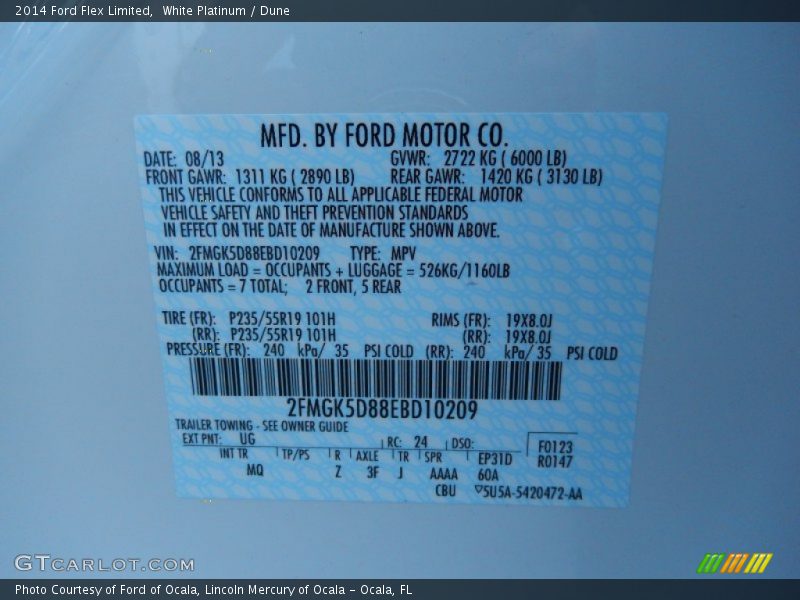 2014 Ford Flex Limited,  White Platinum / Dune
MFD. BY FORD MOTOR CO.
DATE: 08/13 GVWR: 2722 KG ( 6000 LB)
FRONT GAWR: 1311 KG ( 2890 LB) REAR GAWR: 1420 KG ( 3130 LB)
THIS VEHICLE CONFORMS TO ALL APPLICABLE FEDERAL MOTOR
VEHICLE SAFETY AND THEFT PREVENTION STANDARDS
IN EFFECT ON THE DATE OF MANUFACTURE SHOWN ABOVE.
VIN: 2FMGK5D88EBD10209 TYPE: MPV
MAXIMUM LOAD = OCCUPANTS + LUGGAGE = 526KG/1160LB
OCCUPANTS = 7 TOTAL; 2 FRONT, 5 REAR
TIRE (FR): P235/55R19 101H RIMS (FR): 19X8.0J
(RR): P235/55R19 101H (RR): 19X8.0J
PRESSURE (FR): 240 kPa/ 35 PSI COLD (RR): 240 kPa/ 35 PSI COLD
2FMGK5D88EBD10209
TRAILER TOWING - SEE OWNER GUIDE
EXT PNT: UG RC: 24 DSO: F0123
INT TR TP/PS R AXLE TR SPR EP31D R0147
MQ Z 3F J AAAA 60A
CBU ▽5U5A-5420472-AA
GTCARLOT.COM
Photo Courtesy of Ford of Ocala, Lincoln Mercury of Ocala – Ocala, FL